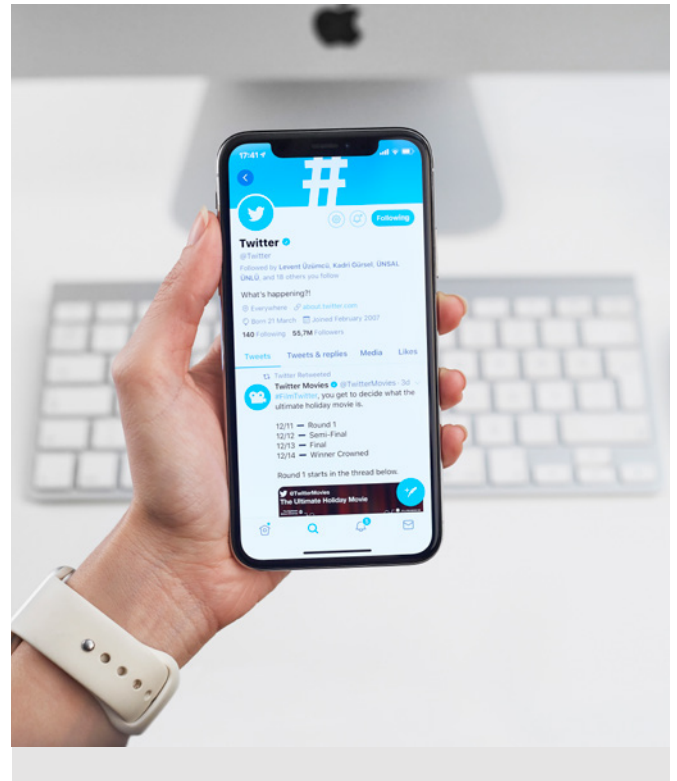 17:41
#
Following
Twitter
@Twitter
Followed by Levent Üzümcü, Kadri Gürsel, ÜNSAL
ÜNLÜ, and 18 others you follow
What's happening?!
Everywhere about.twitter.com
Born 21 March Joined February 2007
140 Following 55,7M Followers
Tweets Tweets & replies Media Likes
Twitter Retweeted
Twitter Movies @TwitterMovies · 3d
#FilmTwitter, you get to decide what the
ultimate holiday movie is.
12/11 — Round 1
12/12 — Semi-Final
12/13 — Final
12/14 — Winner Crowned
Round 1 starts in the thread below.
@TwitterMovies
The Ultimate Holiday Movie